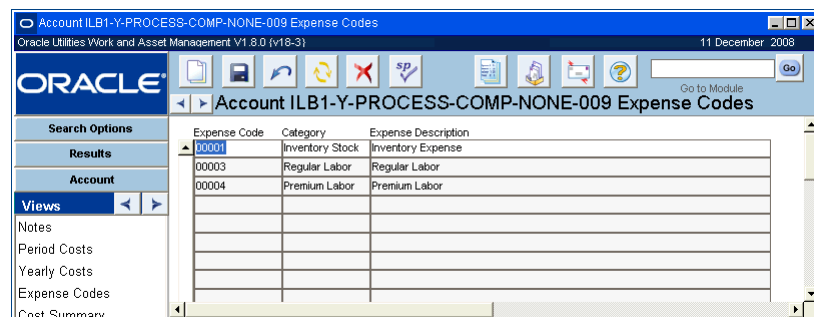 Account ILB1-Y-PROCESS-COMP-NONE-009 Expense Codes
Oracle Utilities Work and Asset Management V1.8.0 (v18-3) 11 December 2008
ORACLE
sp
?
Go
Go to Module
Account ILB1-Y-PROCESS-COMP-NONE-009 Expense Codes
Search Options
Results
Account
Views
Notes
Period Costs
Yearly Costs
Expense Codes
Cost Summary
Expense Code Category Expense Description
00001 Inventory Stock Inventory Expense
00003 Regular Labor Regular Labor
00004 Premium Labor Premium Labor